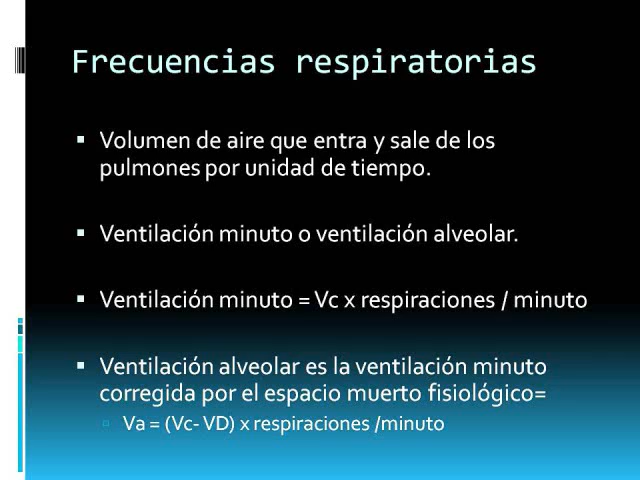 Frecuencias respiratorias
Volumen de aire que entra y sale de los
pulmones por unidad de tiempo.
Ventilación minuto o ventilación alveolar.
Ventilación minuto = Vc x respiraciones / minuto
Ventilación alveolar es la ventilación minuto
corregida por el espacio muerto fisiológico=
Va = (Vc- VD) x respiraciones /minuto